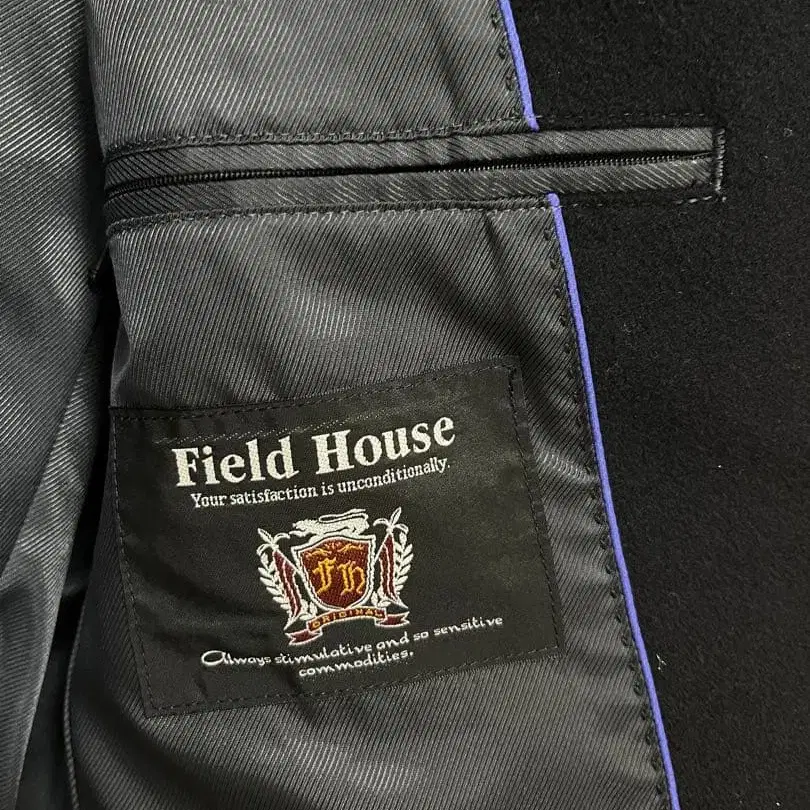 Field House
Your satisfaction is unconditionally.
Fh
ORIGINAL
Always stimulative and so sensitive
commodities.